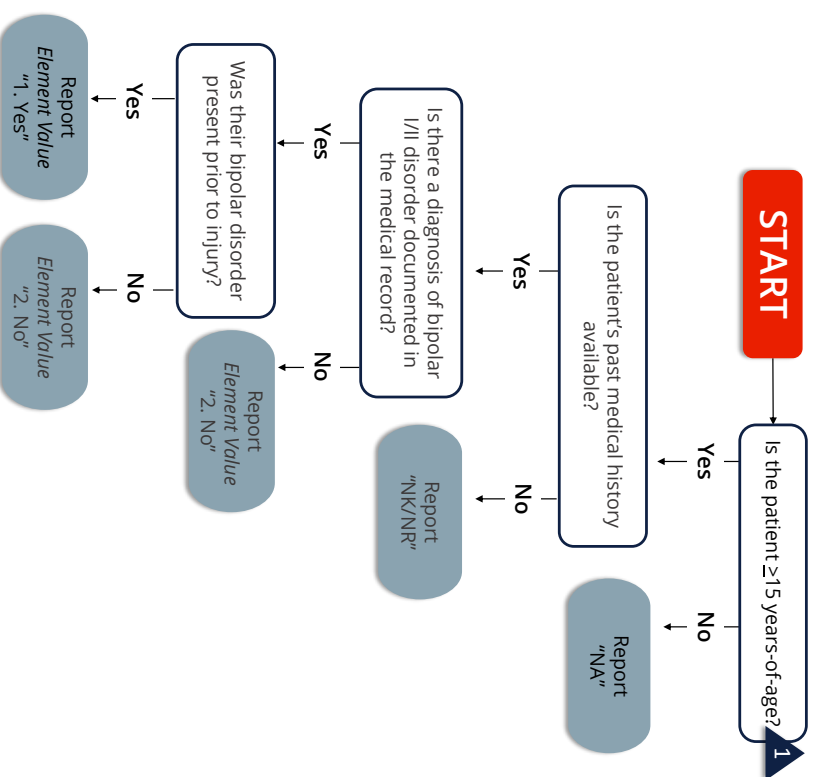 START
Is the patient ≥15 years-of-age?
1
Yes
No
Is the patient’s past medical history
available?
Report
“NA”
Yes
No
Is there a diagnosis of bipolar
I/II disorder documented in
the medical record?
Report
“NK/NR”
Yes
No
Was their bipolar disorder
present prior to injury?
Report
Element Value
“2. No”
Yes
No
Report
Element Value
“1. Yes”
Report
Element Value
“2. No”